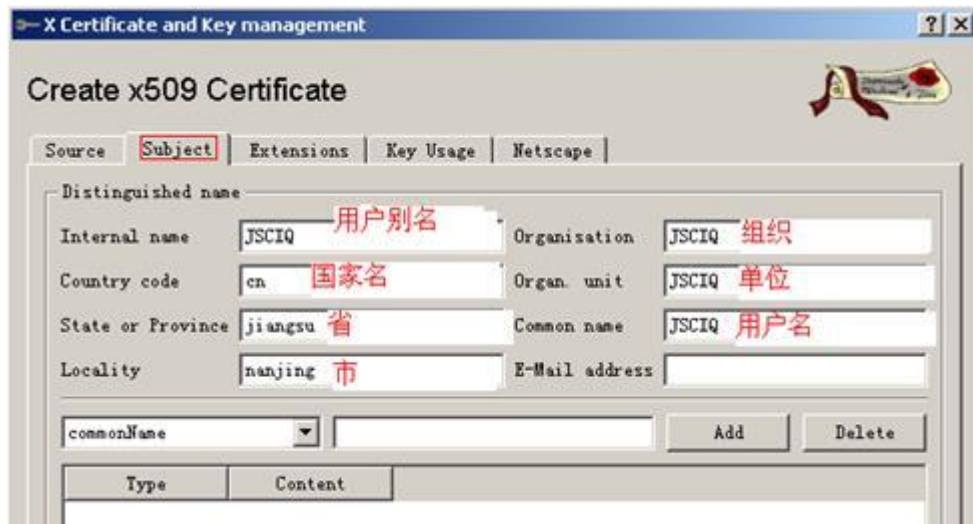 X Certificate and Key management
Create x509 Certificate
Source Subject Extensions Key Usage Netscape
Distinguished name
Internal name JSCIQ 用户别名 Organisation JSCIQ 组织
Country code cn 国家名 Organ. unit JSCIQ 单位
State or Province jiangsu 省 Common name JSCIQ 用户名
Locality nanjing 市 E-Mail address
commonName Add Delete
Type Content